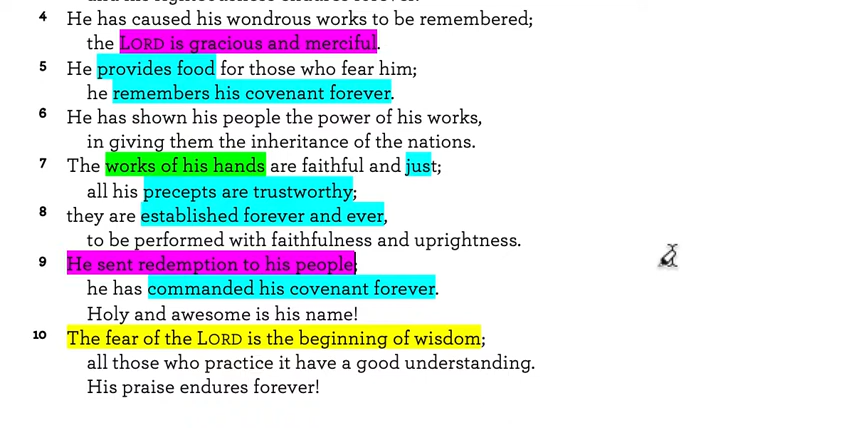 4 He has caused his wondrous works to be remembered;
the LORD is gracious and merciful.
5 He provides food for those who fear him;
he remembers his covenant forever.
6 He has shown his people the power of his works,
in giving them the inheritance of the nations.
7 The works of his hands are faithful and just;
all his precepts are trustworthy;
8 they are established forever and ever,
to be performed with faithfulness and uprightness.
9 He sent redemption to his people;
he has commanded his covenant forever.
Holy and awesome is his name!
10 The fear of the LORD is the beginning of wisdom;
all those who practice it have a good understanding.
His praise endures forever!